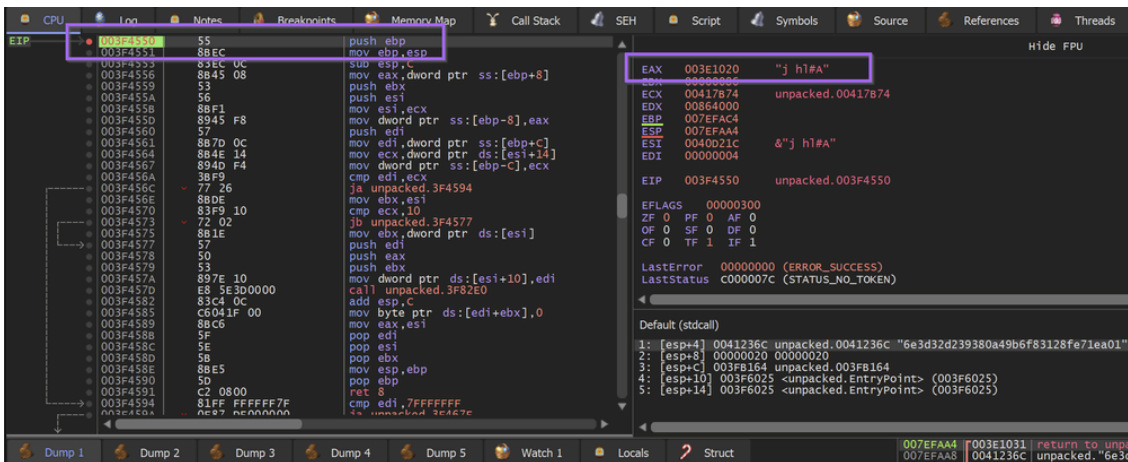 CPU Log Notes Breakpoints Memory Map Call Stack SEH Script Symbols Source References Threads
EIP 003F4550 55 push ebp
003F4551 8BEC mov ebp,esp
003F4553 83EC 0C sub esp,C
003F4556 8B45 08 mov eax,dword ptr ss:[ebp+8]
003F4559 53 push ebx
003F455A 56 push esi
003F455B 8BF1 mov esi,ecx
003F455D 8945 F8 mov dword ptr ss:[ebp-8],eax
003F4560 57 push edi
003F4561 8B7D 0C mov edi,dword ptr ss:[ebp+C]
003F4564 8B4E 14 mov ecx,dword ptr ds:[esi+14]
003F4567 894D F4 mov dword ptr ss:[ebp-C],ecx
003F456A 3BF9 cmp edi,ecx
003F456C 77 26 ja unpacked.3F4594
003F456E 8BDE mov ebx,esi
003F4570 83F9 10 cmp ecx,10
003F4573 72 02 jb unpacked.3F4577
003F4575 8B1E mov ebx,dword ptr ds:[esi]
003F4577 57 push edi
003F4578 50 push eax
003F4579 53 push ebx
003F457A 897E 10 mov dword ptr ds:[esi+10],edi
003F457D E8 5E3D0000 call unpacked.3F82E0
003F4582 83C4 0C add esp,C
003F4585 C6041F 00 mov byte ptr ds:[edi+ebx],0
003F4589 8BC6 mov eax,esi
003F458B 5F pop edi
003F458C 5E pop esi
003F458D 5B pop ebx
003F458E 8BE5 mov esp,ebp
003F4590 5D pop ebp
003F4591 C2 0800 ret 8
003F4594 81FF FFFFFF7F cmp edi,7FFFFFFF
Hide FPU
EAX 003E1020 "j hl#A"
ECX 00417B74 unpacked.00417B74
EDX 00864000
EBP 007EFAC4
ESP 007EFAA4
ESI 0040D21C &"j hl#A"
EDI 00000004
EIP 003F4550 unpacked.003F4550
EFLAGS 00000300
ZF 0 PF 0 AF 0
OF 0 SF 0 DF 0
CF 0 TF 1 IF 1
LastError 00000000 (ERROR_SUCCESS)
LastStatus C000007C (STATUS_NO_TOKEN)
Default (stdcall)
1: [esp+4] 0041236C unpacked.0041236C "6e3d32d239380a49b6f83128fe71ea01"
2: [esp+8] 00000020 00000020
3: [esp+C] 003FB164 unpacked.003FB164
4: [esp+10] 003F6025 <unpacked.EntryPoint> (003F6025)
5: [esp+14] 003F6025 <unpacked.EntryPoint> (003F6025)
Dump 1 Dump 2 Dump 3 Dump 4 Dump 5 Watch 1 Locals Struct
007EFAA4 003E1031 return to unpa
007EFAA8 0041236C unpacked."6e3d